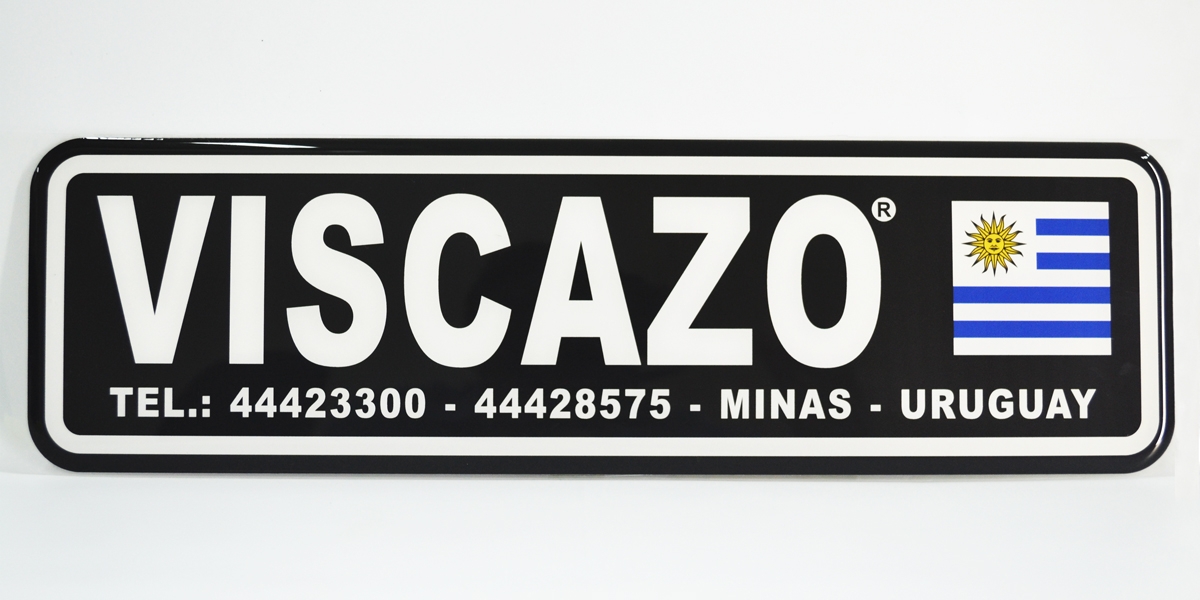 VISCAZO®
TEL.: 44423300 - 44428575 - MINAS - URUGUAY